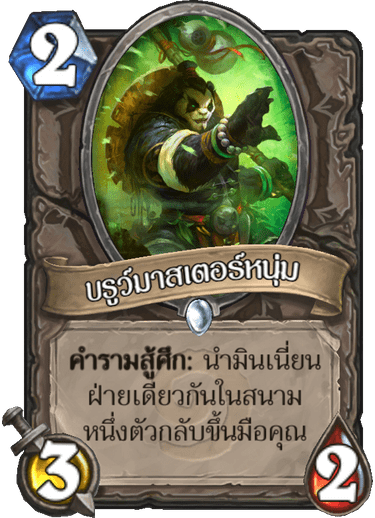 2
บรูว์มาสเตอร์หนุ่ม
คำรามสู้ศึก: นำมินเนี่ยน
ฝ่ายเดียวกันในสนาม
หนึ่งตัวกลับขึ้นมือคุณ
3
2